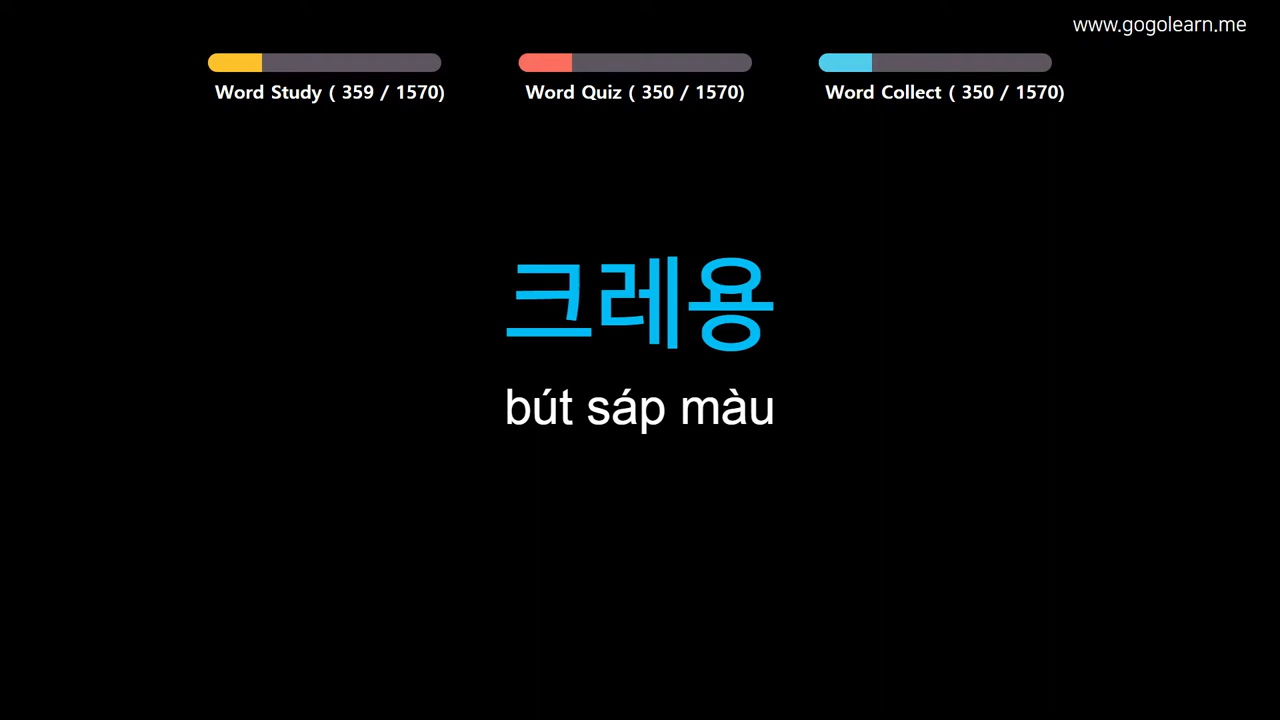 www.gogolearn.me
Word Study ( 359 / 1570)
Word Quiz ( 350 / 1570)
Word Collect ( 350 / 1570)
크레용
bút sáp màu